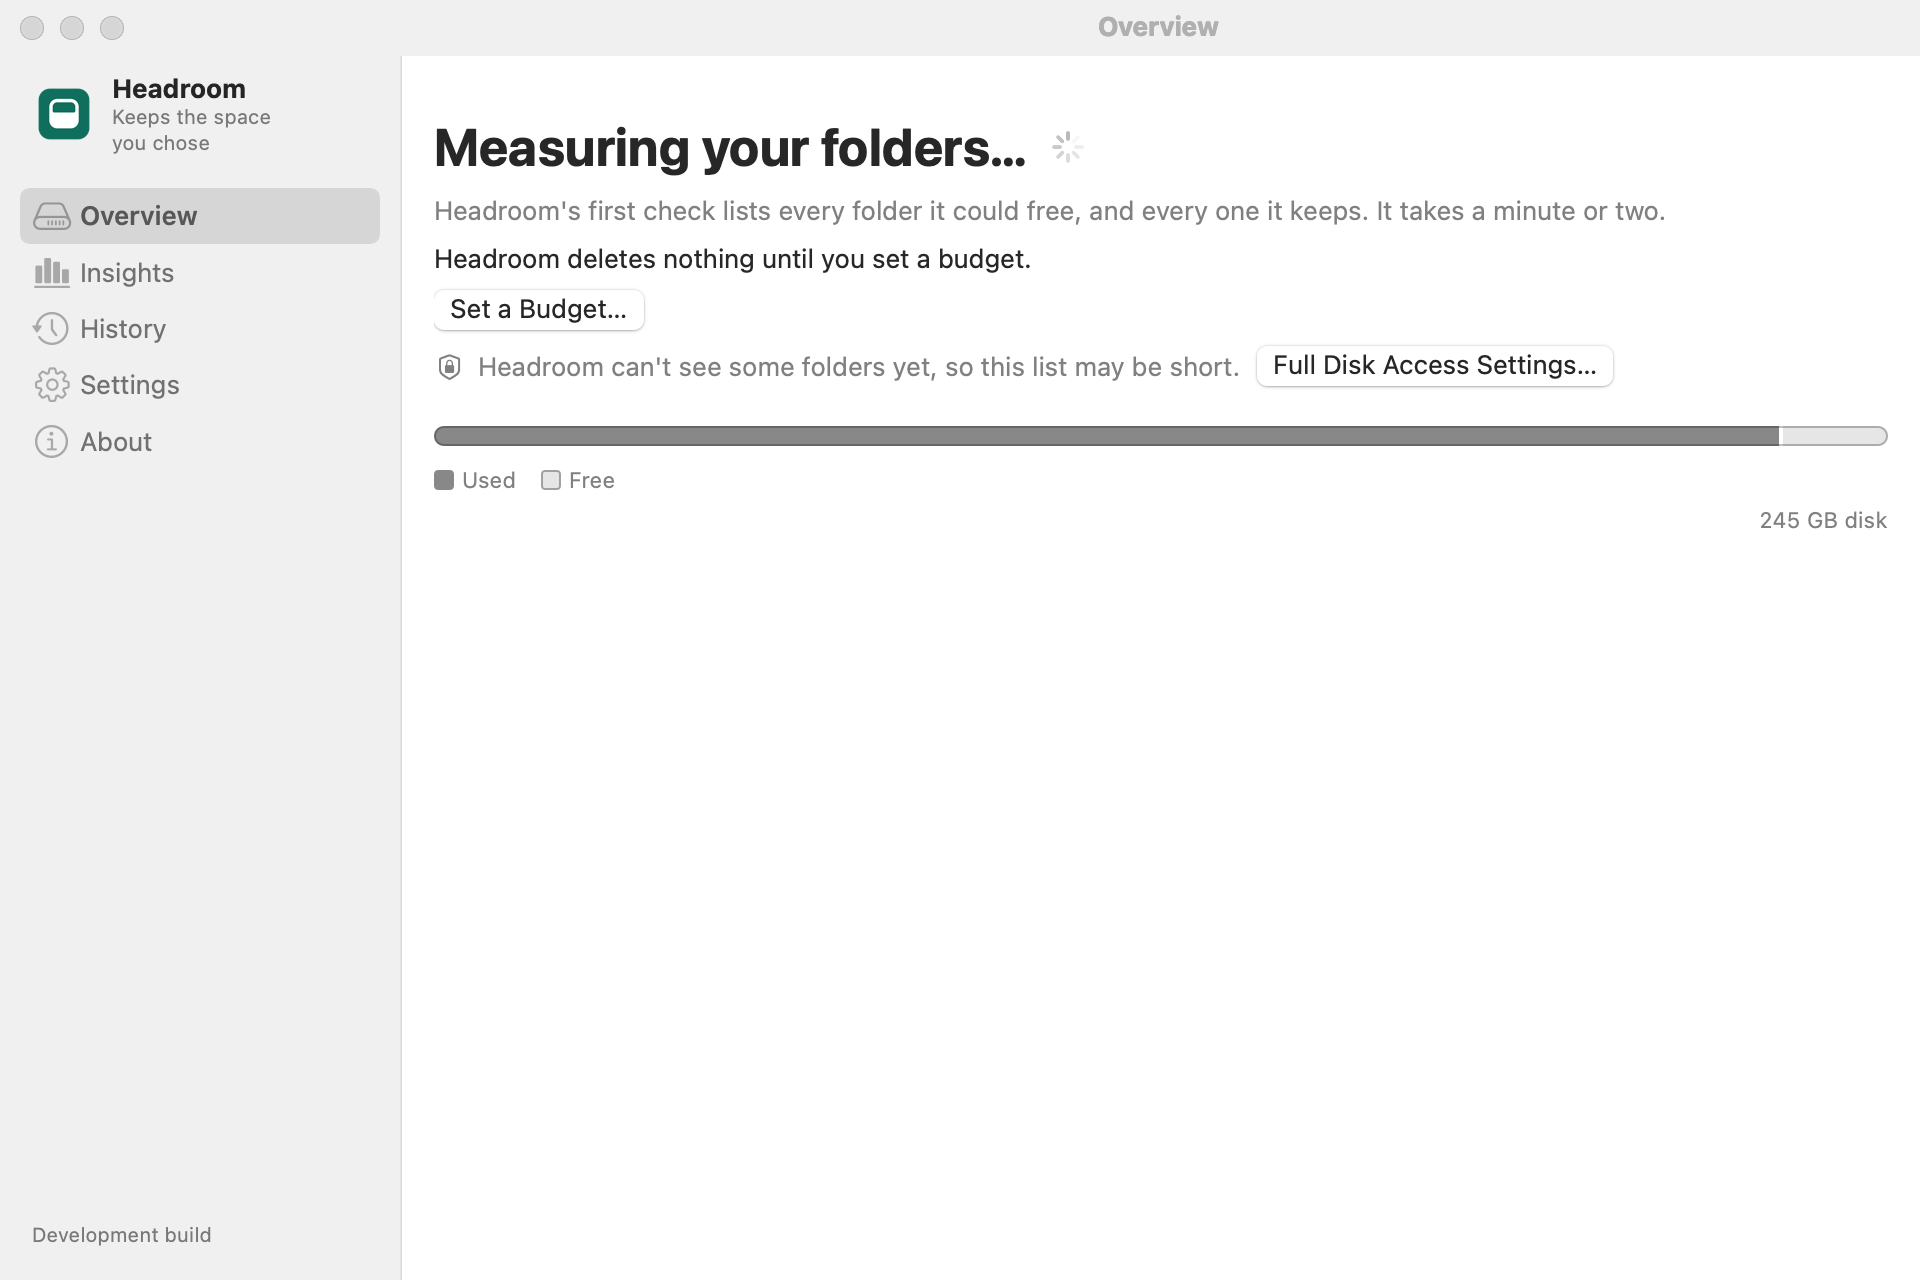 Overview
Headroom
Keeps the space
you chose
Overview
Insights
History
Settings
About
Development build
Measuring your folders...
Headroom's first check lists every folder it could free, and every one it keeps. It takes a minute or two.
Headroom deletes nothing until you set a budget.
Set a Budget...
Headroom can't see some folders yet, so this list may be short.
Full Disk Access Settings...
Used
Free
245 GB disk